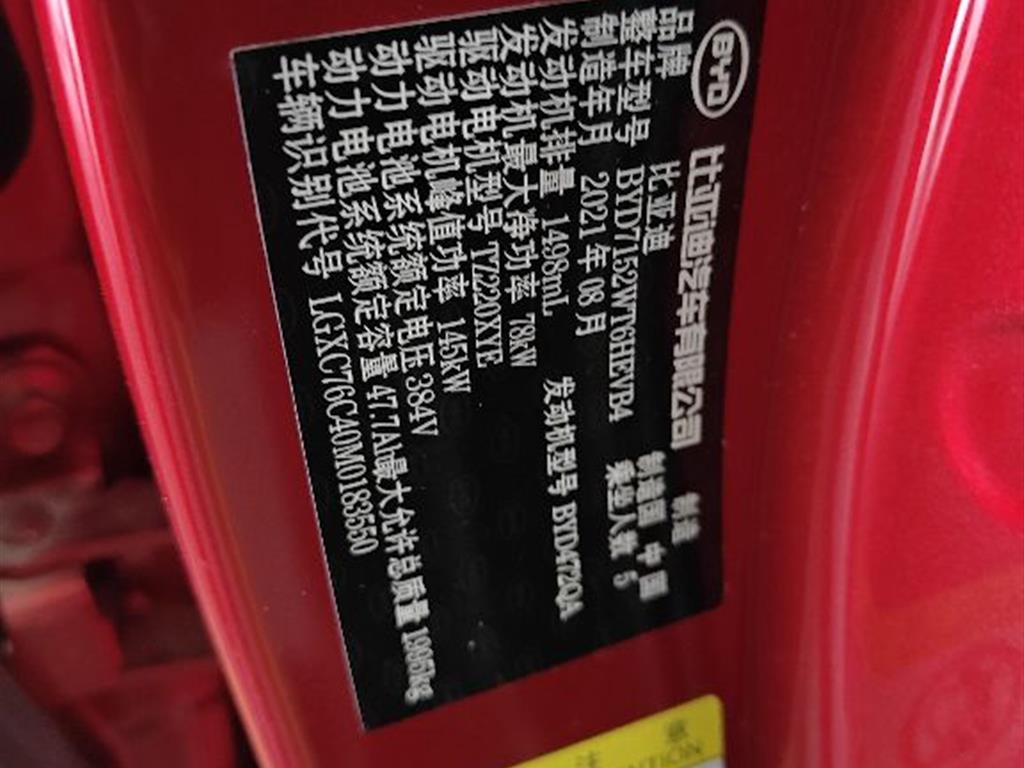 BYD 比亚迪汽车有限公司 制造
品牌 比亚迪 制造国 中国
整车型号 BYD7152WT6HEVB4 乘坐人数 5
制造年月 2021年08月
发动机排量 1498mL 发动机型号 BYD472QA
发动机最大净功率 78kW
驱动电机型号 TZ220XYE
驱动电机峰值功率 145kW
动力电池系统额定电压 384V
动力电池系统额定容量 47.7Ah 最大允许总质量 1995kg
车辆识别代号 LGXC76C40M0183550
注 意